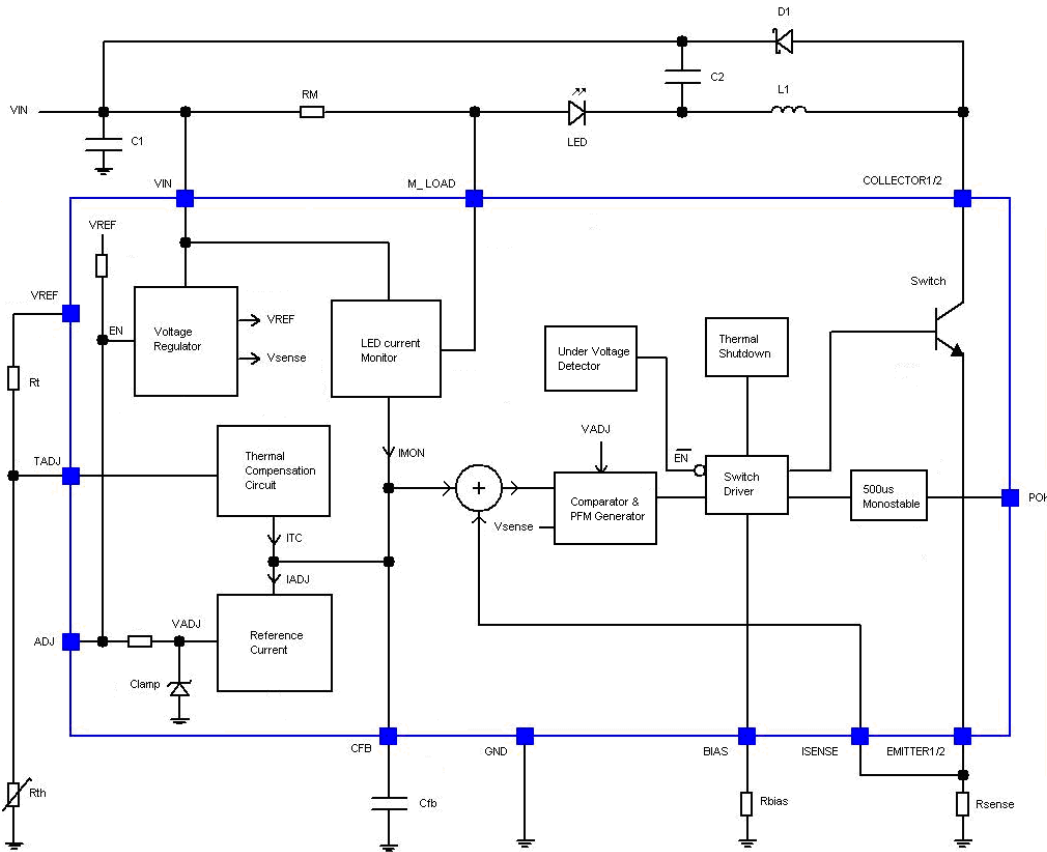 D1
C2
L1
VIN
RM
LED
C1
VIN
M_LOAD
COLLECTOR1/2
VREF
Switch
VREF
EN
Voltage
Regulator
VREF
Vsense
LED current
Monitor
Under Voltage
Detector
Thermal
Shutdown
Rt
TADJ
Thermal
Compensation
Circuit
IMON
VADJ
EN
+
Comparator &
PFM Generator
Vsense
Switch
Driver
500us
Monostable
ITC
IADJ
ADJ
VADJ
Reference
Current
Clamp
CFB
GND
BIAS
ISENSE
EMITTER1/2
Rth
Cfb
Rbias
Rsense